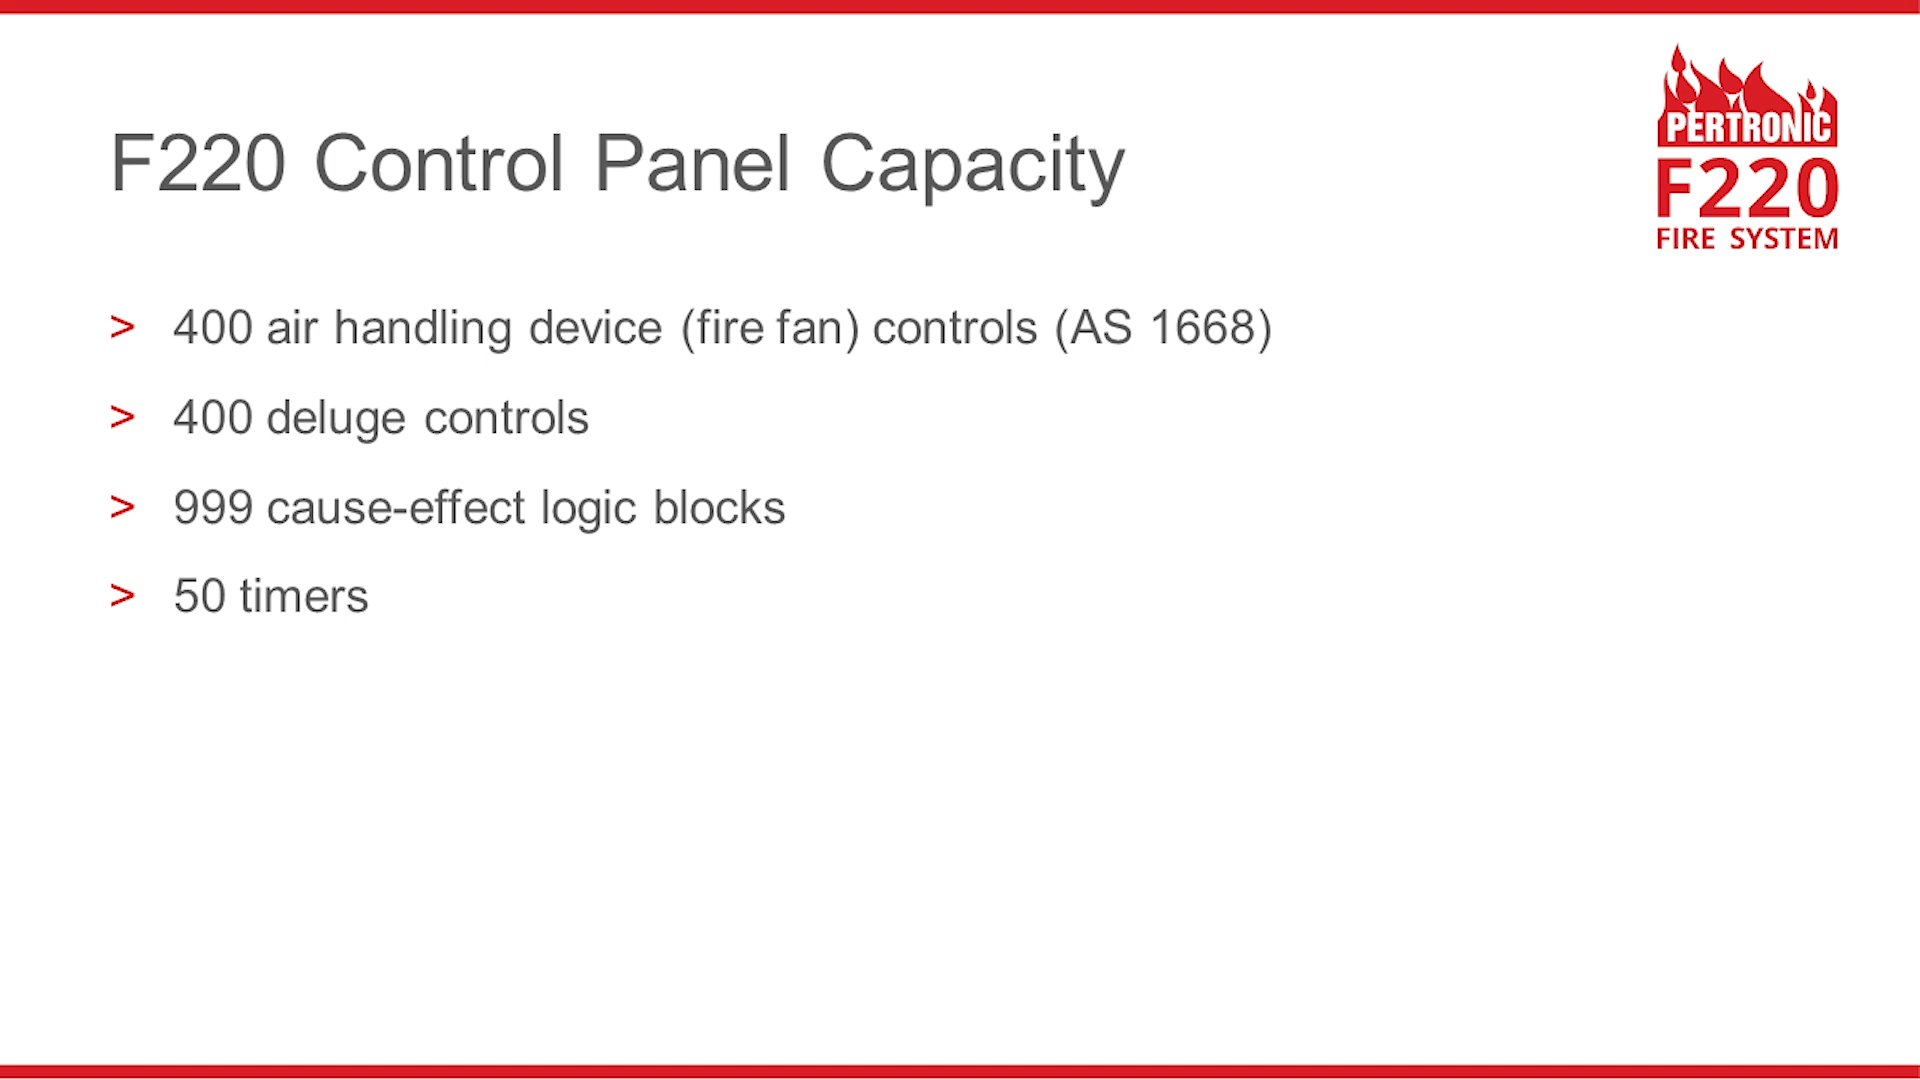 PERTRONIC
F220
FIRE SYSTEM
F220 Control Panel Capacity
> 400 air handling device (fire fan) controls (AS 1668)
> 400 deluge controls
> 999 cause-effect logic blocks
> 50 timers